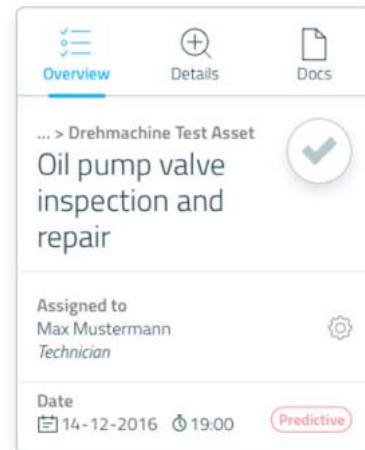 Overview Details Docs
... > Drehmachine Test Asset
Oil pump valve
inspection and
repair
Assigned to
Max Mustermann
Technician
Date
14-12-2016 19:00 Predictive